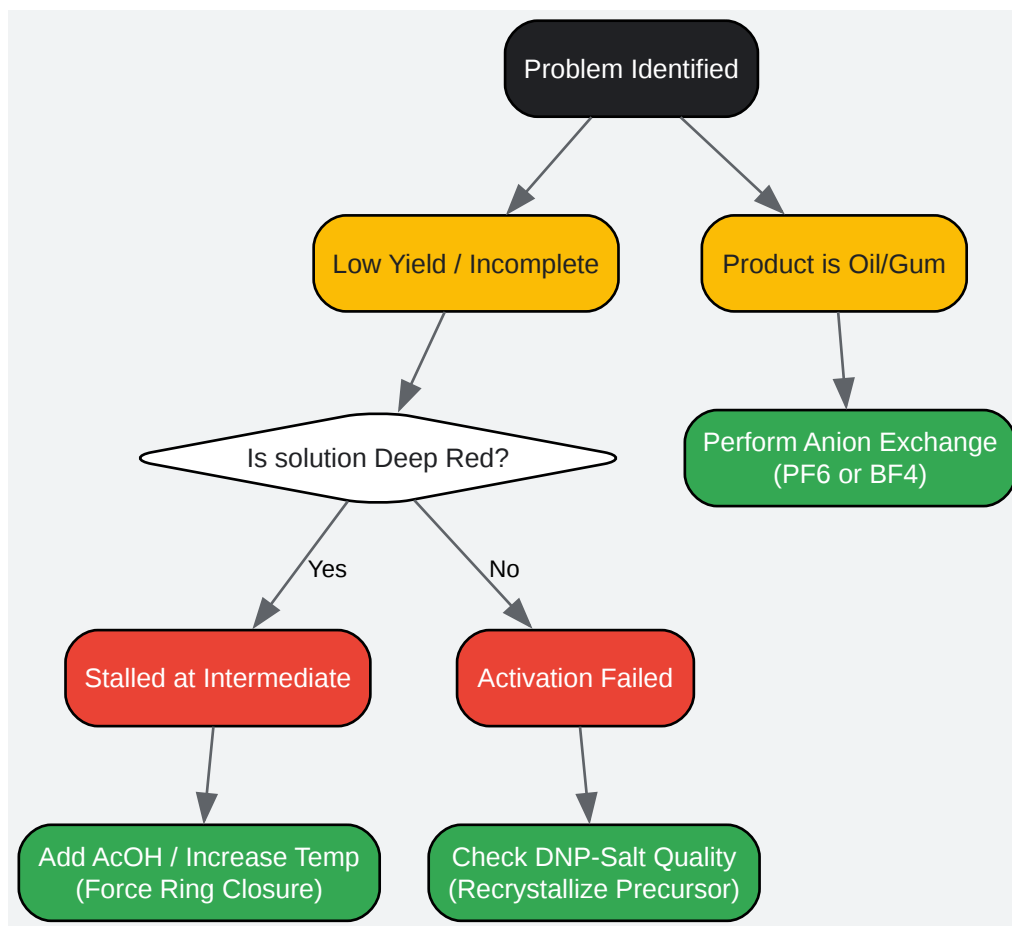 Problem Identified
Low Yield / Incomplete
Product is Oil/Gum
Is solution Deep Red?
Perform Anion Exchange
(PF6 or BF4)
Yes
No
Stalled at Intermediate
Activation Failed
Add AcOH / Increase Temp
(Force Ring Closure)
Check DNP-Salt Quality
(Recrystallize Precursor)